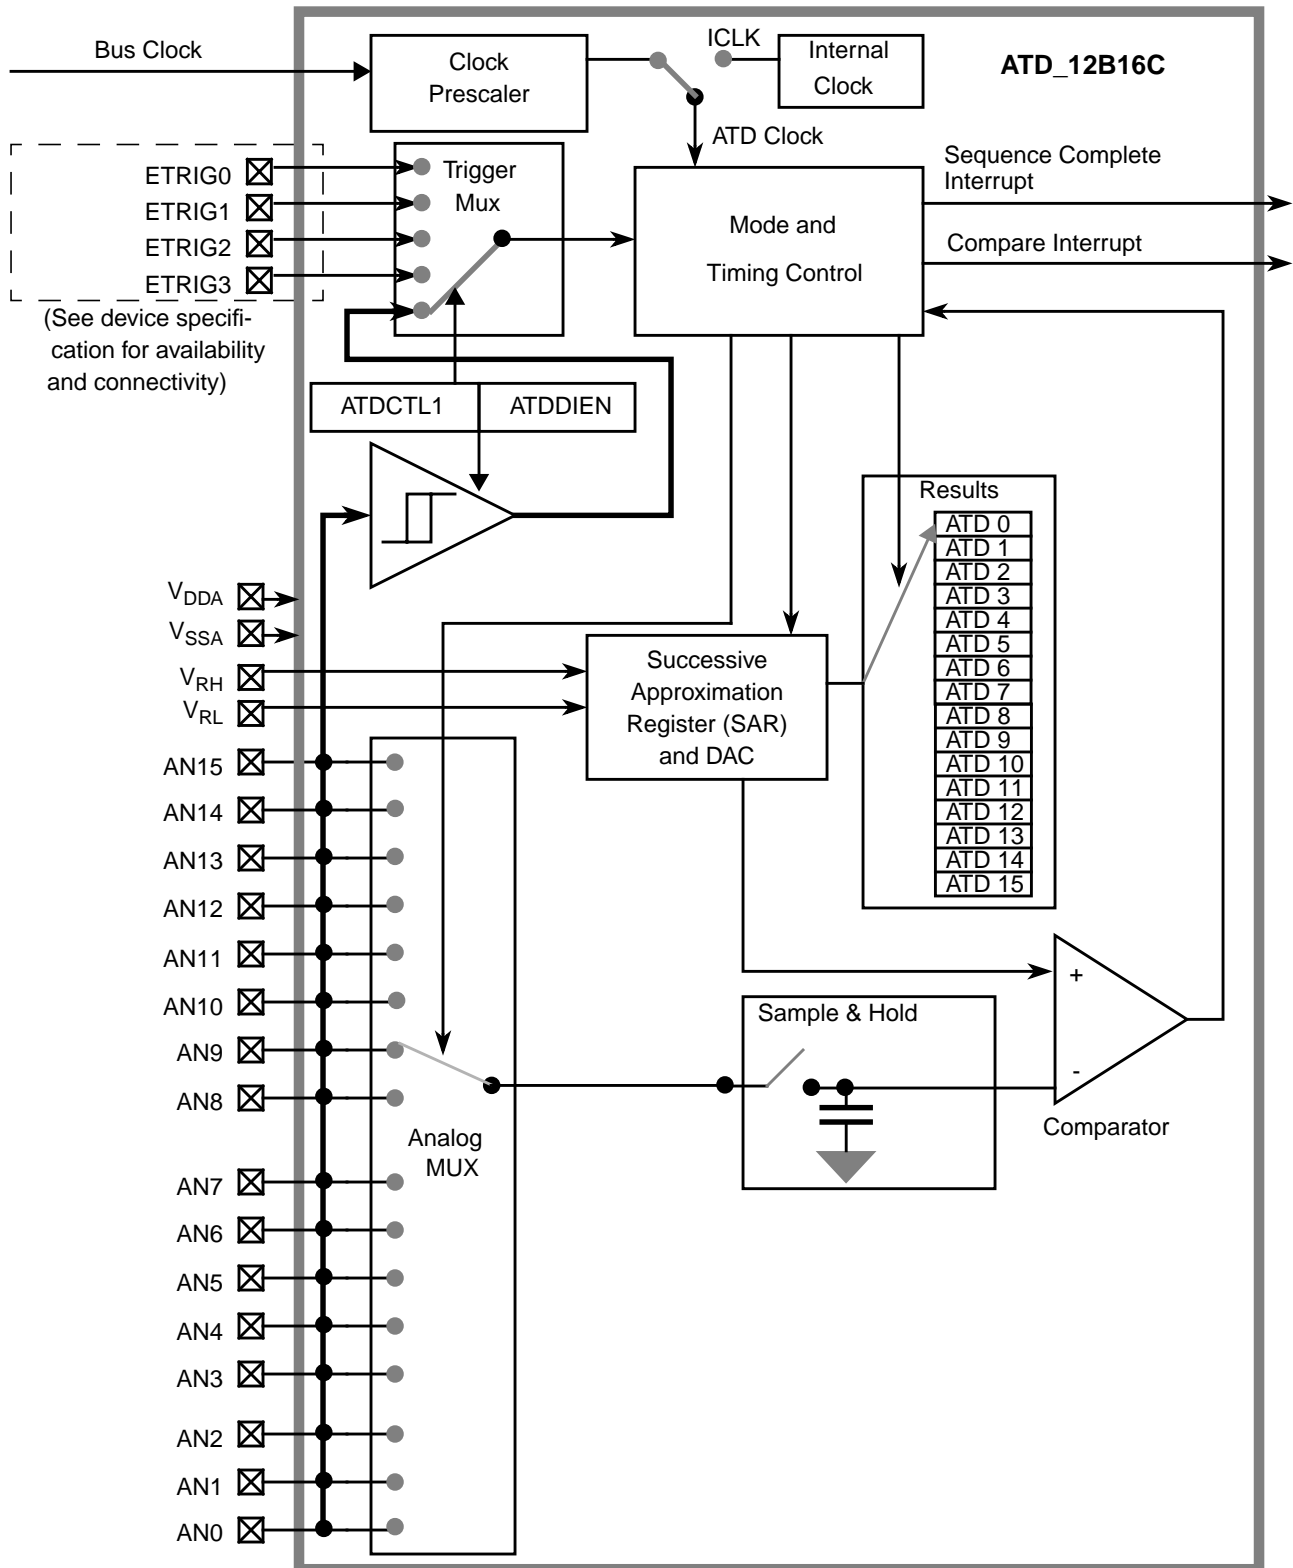 Bus Clock
Clock
Prescaler
ICLK
Internal
Clock
ATD_12B16C
ATD Clock
ETRIG0
ETRIG1
ETRIG2
ETRIG3
(See device specifi-
cation for availability
and connectivity)
Trigger
Mux
Mode and
Timing Control
Sequence Complete
Interrupt
Compare Interrupt
ATDCTL1
ATDDIEN
Results
ATD 0
ATD 1
ATD 2
ATD 3
ATD 4
ATD 5
ATD 6
ATD 7
ATD 8
ATD 9
ATD 10
ATD 11
ATD 12
ATD 13
ATD 14
ATD 15
VDDA
VSSA
VRH
VRL
Successive
Approximation
Register (SAR)
and DAC
AN15
AN14
AN13
AN12
AN11
AN10
AN9
AN8
AN7
AN6
AN5
AN4
AN3
AN2
AN1
AN0
Analog
MUX
Sample & Hold
+
-
Comparator